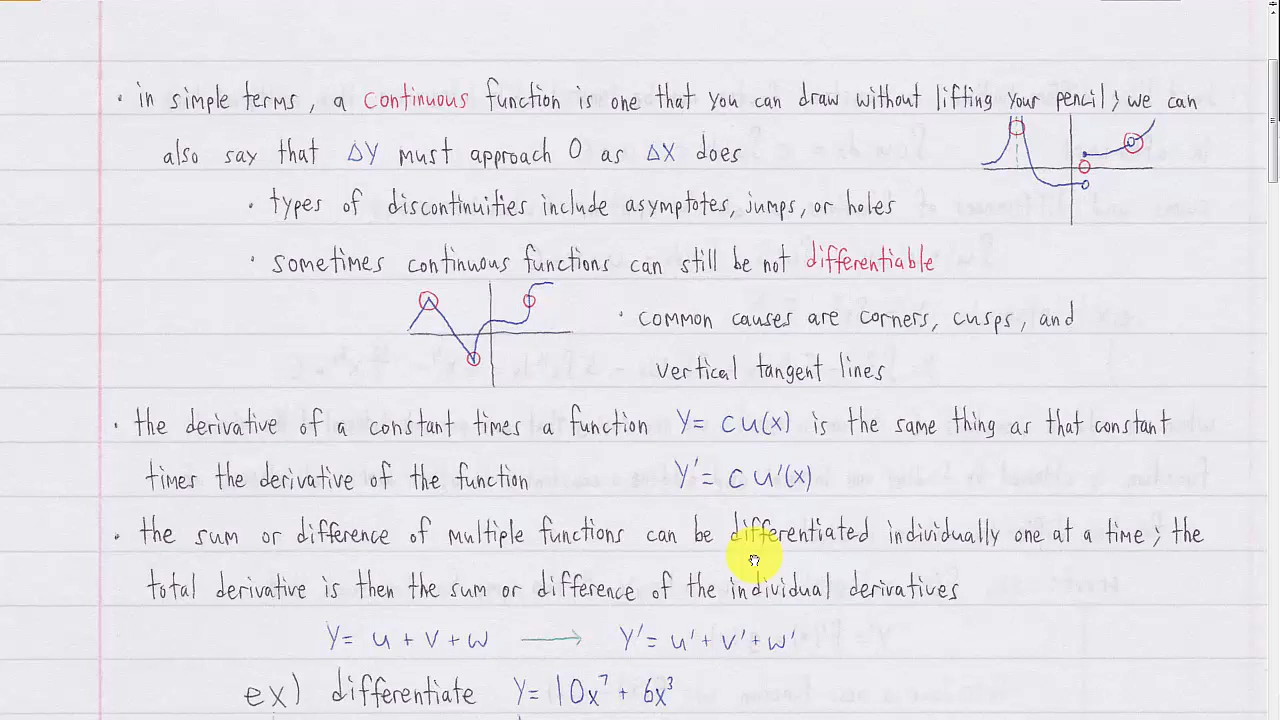 · in simple terms, a continuous function is one that you can draw without lifting your pencil; we can
also say that ΔY must approach 0 as ΔX does
· types of discontinuities include asymptotes, jumps, or holes
· sometimes continuous functions can still be not differentiable
· common causes are corners, cusps, and
vertical tangent lines
· the derivative of a constant times a function Y= cu(x) is the same thing as that constant
times the derivative of the function Y'= cu'(x)
· the sum or difference of multiple functions can be differentiated individually one at a time; the
total derivative is then the sum or difference of the individual derivatives
Y= u + v + w → Y'= u' + v' + w'
ex) differentiate Y= 10x⁷ + 6x³